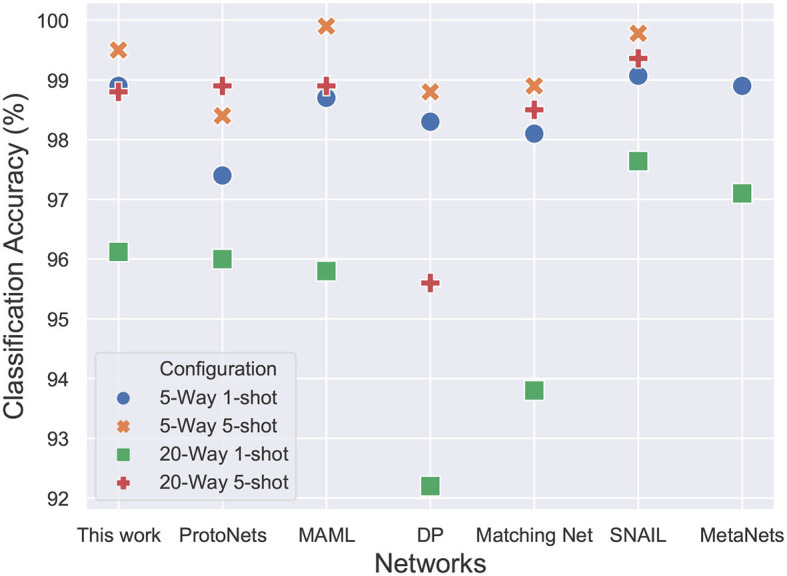 Classification Accuracy (%)
100
99
98
97
96
95
94
93
92
Configuration
5-Way 1-shot
5-Way 5-shot
20-Way 1-shot
20-Way 5-shot
This work ProtoNets MAML DP Matching Net SNAIL MetaNets
Networks